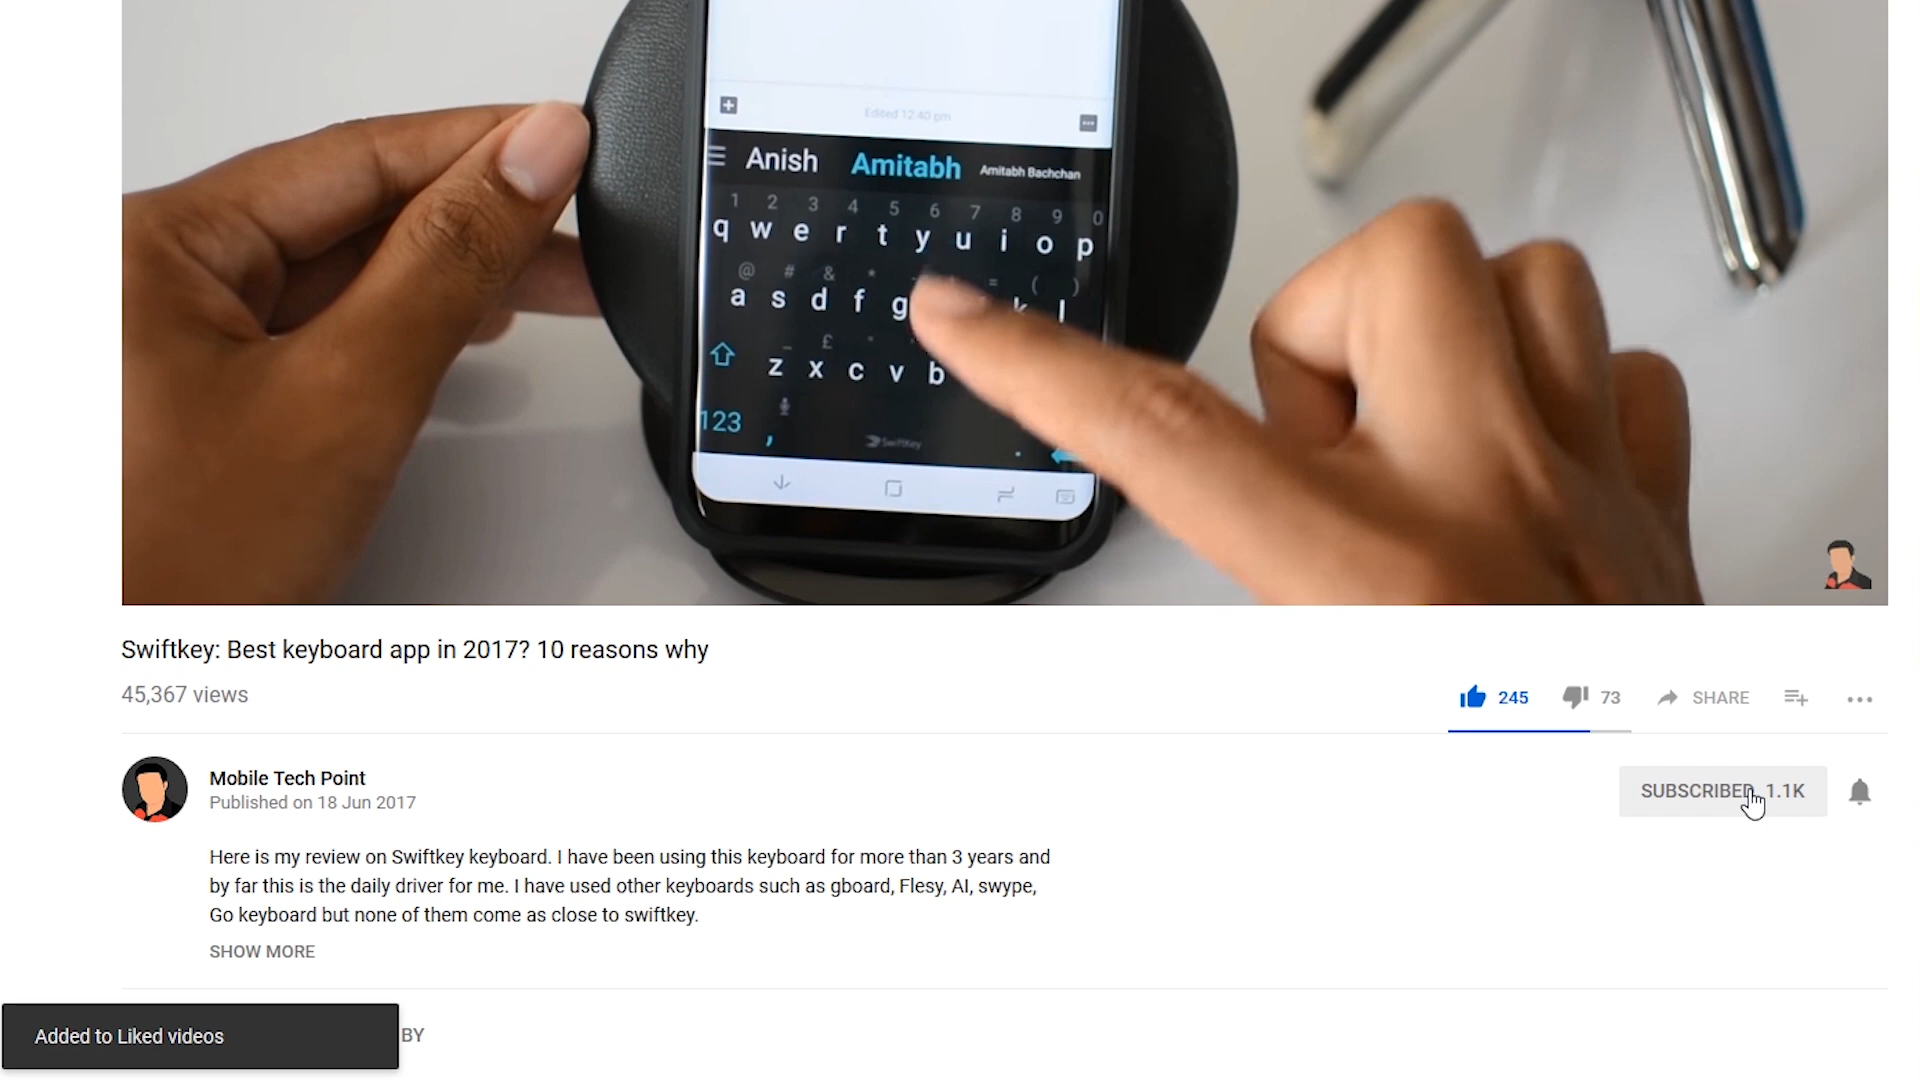 Edited 12:40 pm
Anish Amitabh Amitabh Bachchan
1 2 3 4 5 6 7 8 9 0
q w e r t y u i o p
@ # & * - = ( )
a s d f g k l
_ £ "
z x c v b
123 , SwiftKey .
Swiftkey: Best keyboard app in 2017? 10 reasons why
45,367 views
245 73 SHARE
Mobile Tech Point
Published on 18 Jun 2017
SUBSCRIBED 1.1K
Here is my review on Swiftkey keyboard. I have been using this keyboard for more than 3 years and
by far this is the daily driver for me. I have used other keyboards such as gboard, Flesy, AI, swype,
Go keyboard but none of them come as close to swiftkey.
SHOW MORE
Added to Liked videos
BY